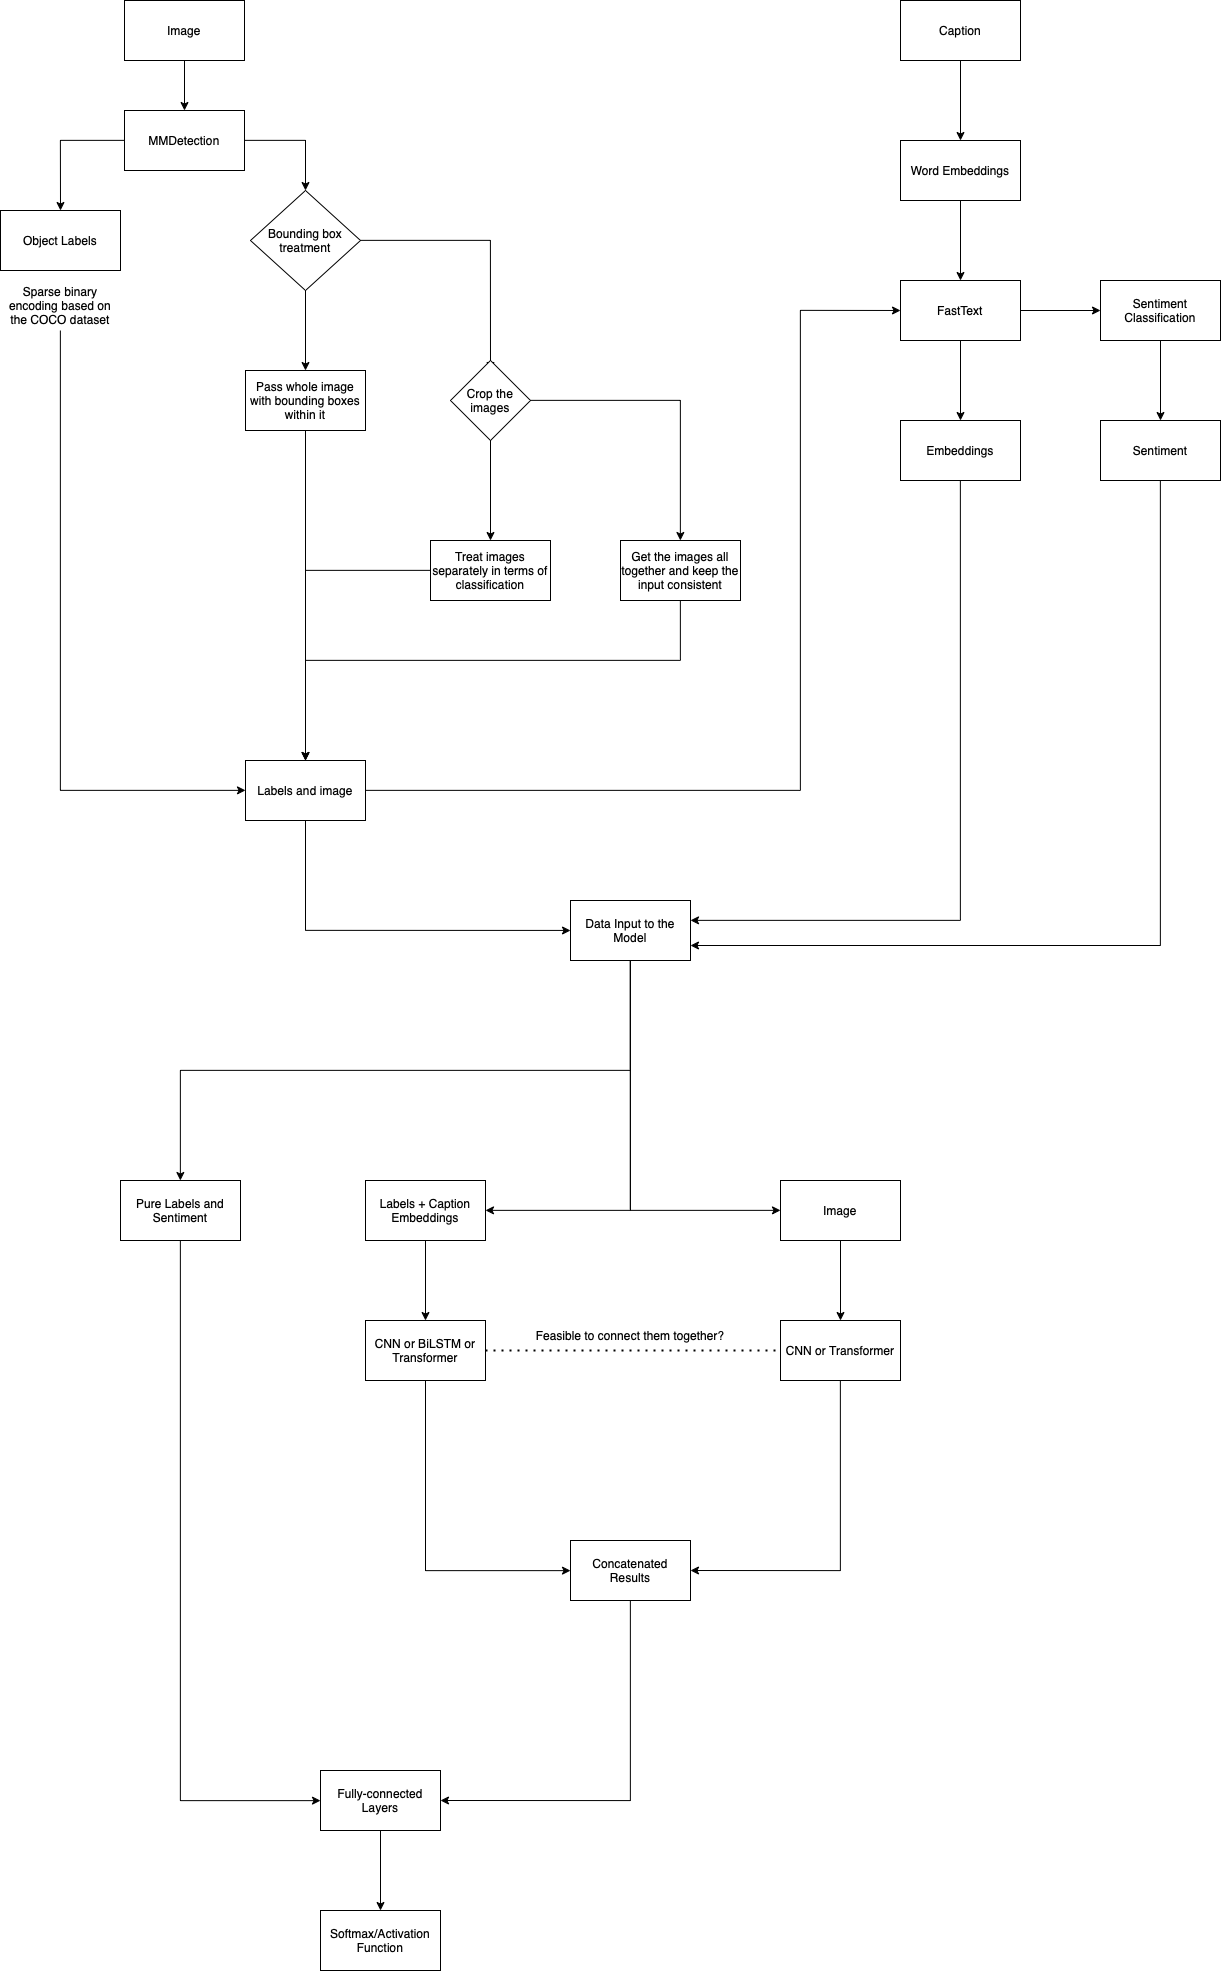 Image
Caption
MMDetection
Word Embeddings
Object Labels
Bounding box
treatment
Sparse binary
encoding based on
the COCO dataset
FastText
Sentiment
Classification
Pass whole image
with bounding boxes
within it
Crop the
images
Embeddings
Sentiment
Treat images
separately in terms of
classification
Get the images all
together and keep the
input consistent
Labels and image
Data Input to the
Model
Pure Labels and
Sentiment
Labels + Caption
Embeddings
Image
CNN or BiLSTM or
Transformer
Feasible to connect them together?
CNN or Transformer
Concatenated
Results
Fully-connected
Layers
Softmax/Activation
Function